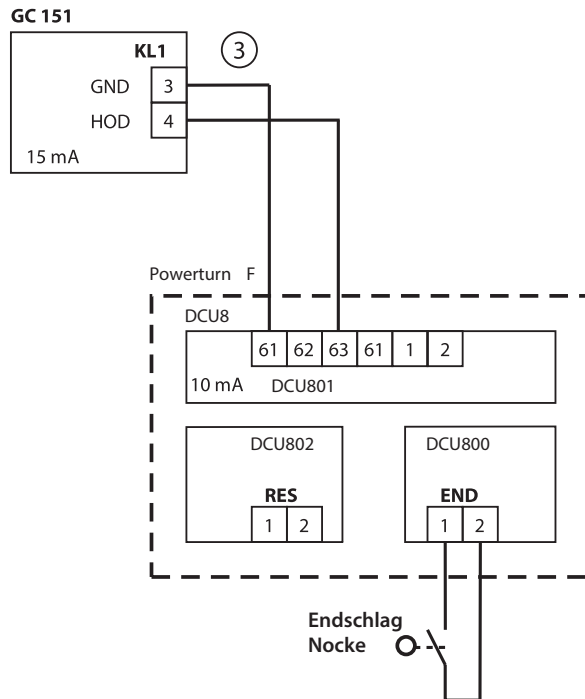 GC 151
KL1
3
GND 3
HOD 4
15 mA
Powerturn F
DCU8
61 62 63 61 1 2
10 mA DCU801
DCU802
DCU800
RES
END
1 2
1 2
Endschlag
Nocke